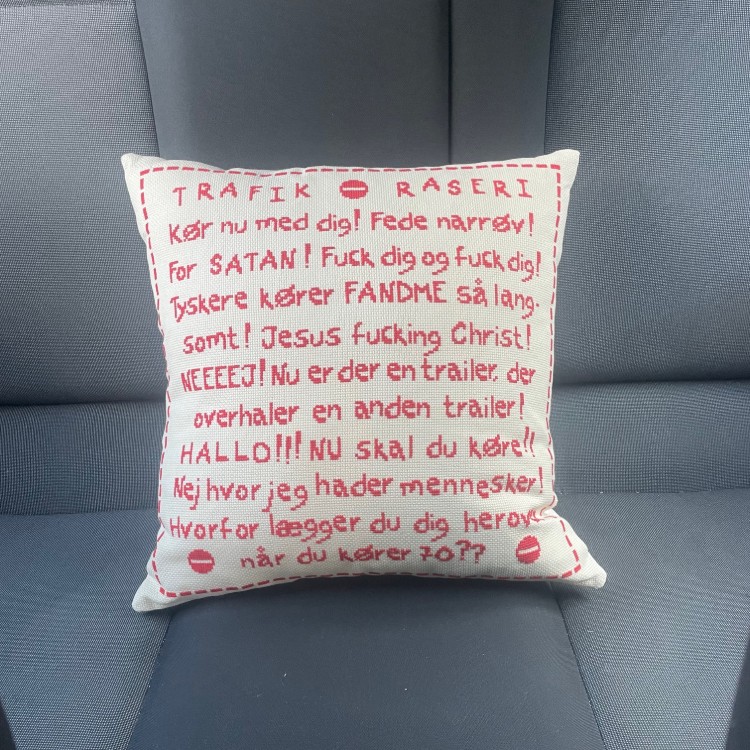 TRAFIK RASERI
Kør nu med dig! Fede narrøv!
For SATAN! Fuck dig og fuck dig!
Tyskere kører FANDME så lang-
somt! Jesus fucking Christ!
NEEEEJ! Nu er der en trailer, der
overhaler en anden trailer!
HALLO!!! NU skal du køre!!
Nej hvor jeg hader mennesker!
Hvorfor lægger du dig
når du kører 70??